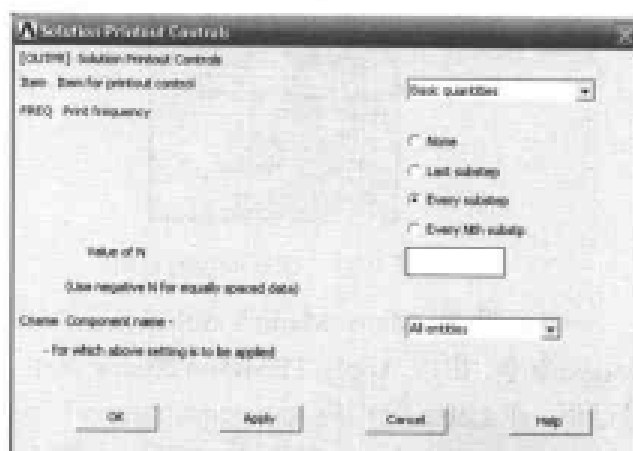 Solution Printout Controls
[OUTPR] Solution Printout Controls
Item Item for printout control
Basic quantities
FREQ Print frequency
None
Last substep
Every substep
Every Nth substp
Value of N
(Use negative N for equally spaced data)
Cname Component name -
All entities
- for which above setting is to be applied
OK
Apply
Cancel
Help